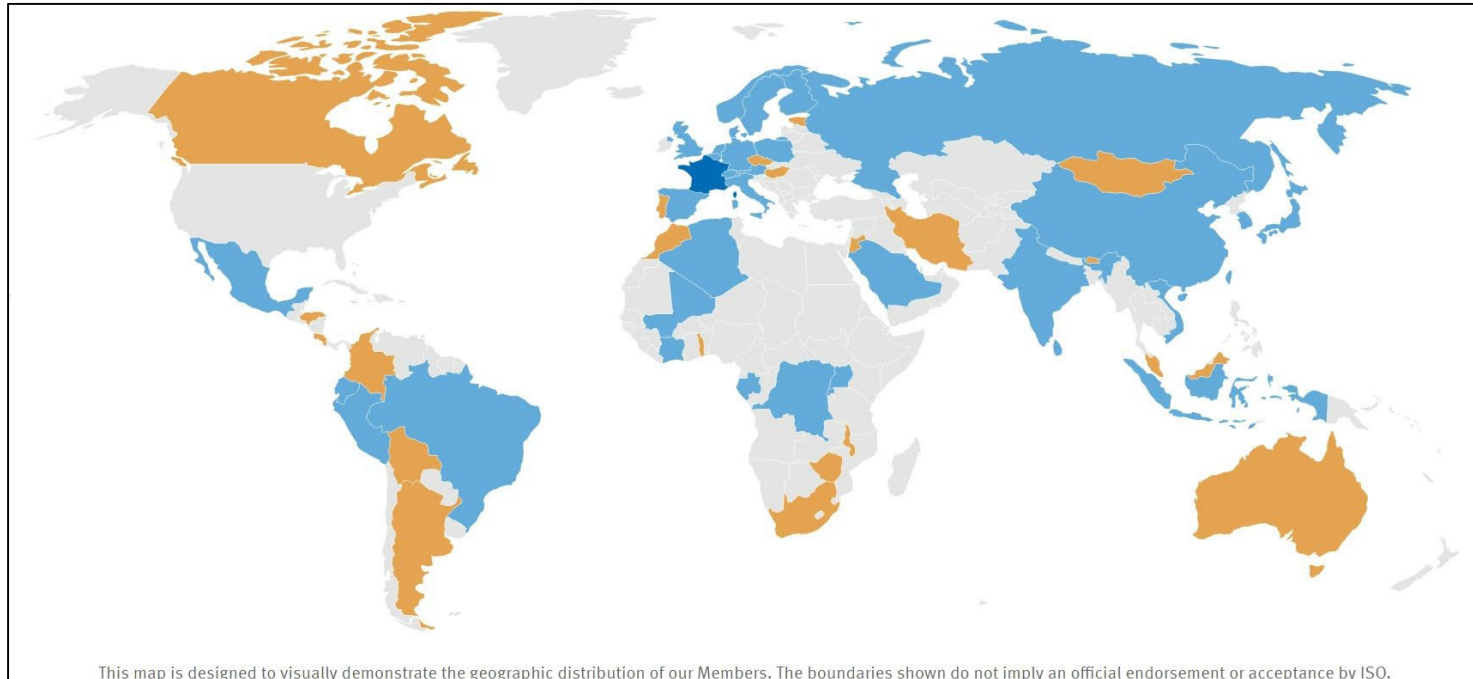 This map is designed to visually demonstrate the geographic distribution of our Members. The boundaries shown do not imply an official endorsement or acceptance by ISO.